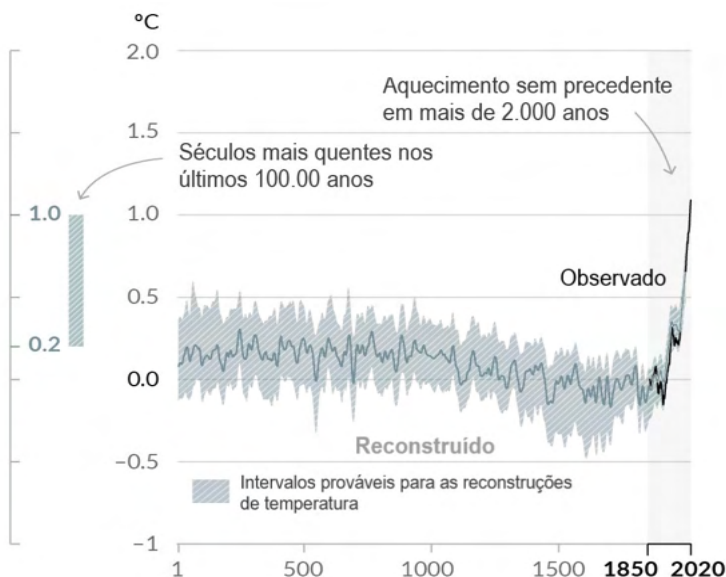 °C
2.0
Aquecimento sem precedente
em mais de 2.000 anos
1.5
Séculos mais quentes nos
últimos 100.00 anos
1.0
1.0
Observado
0.5
0.2
0.0
Reconstruído
−0.5
Intervalos prováveis para as reconstruções
de temperatura
−1
1 500 1000 1500 1850 2020